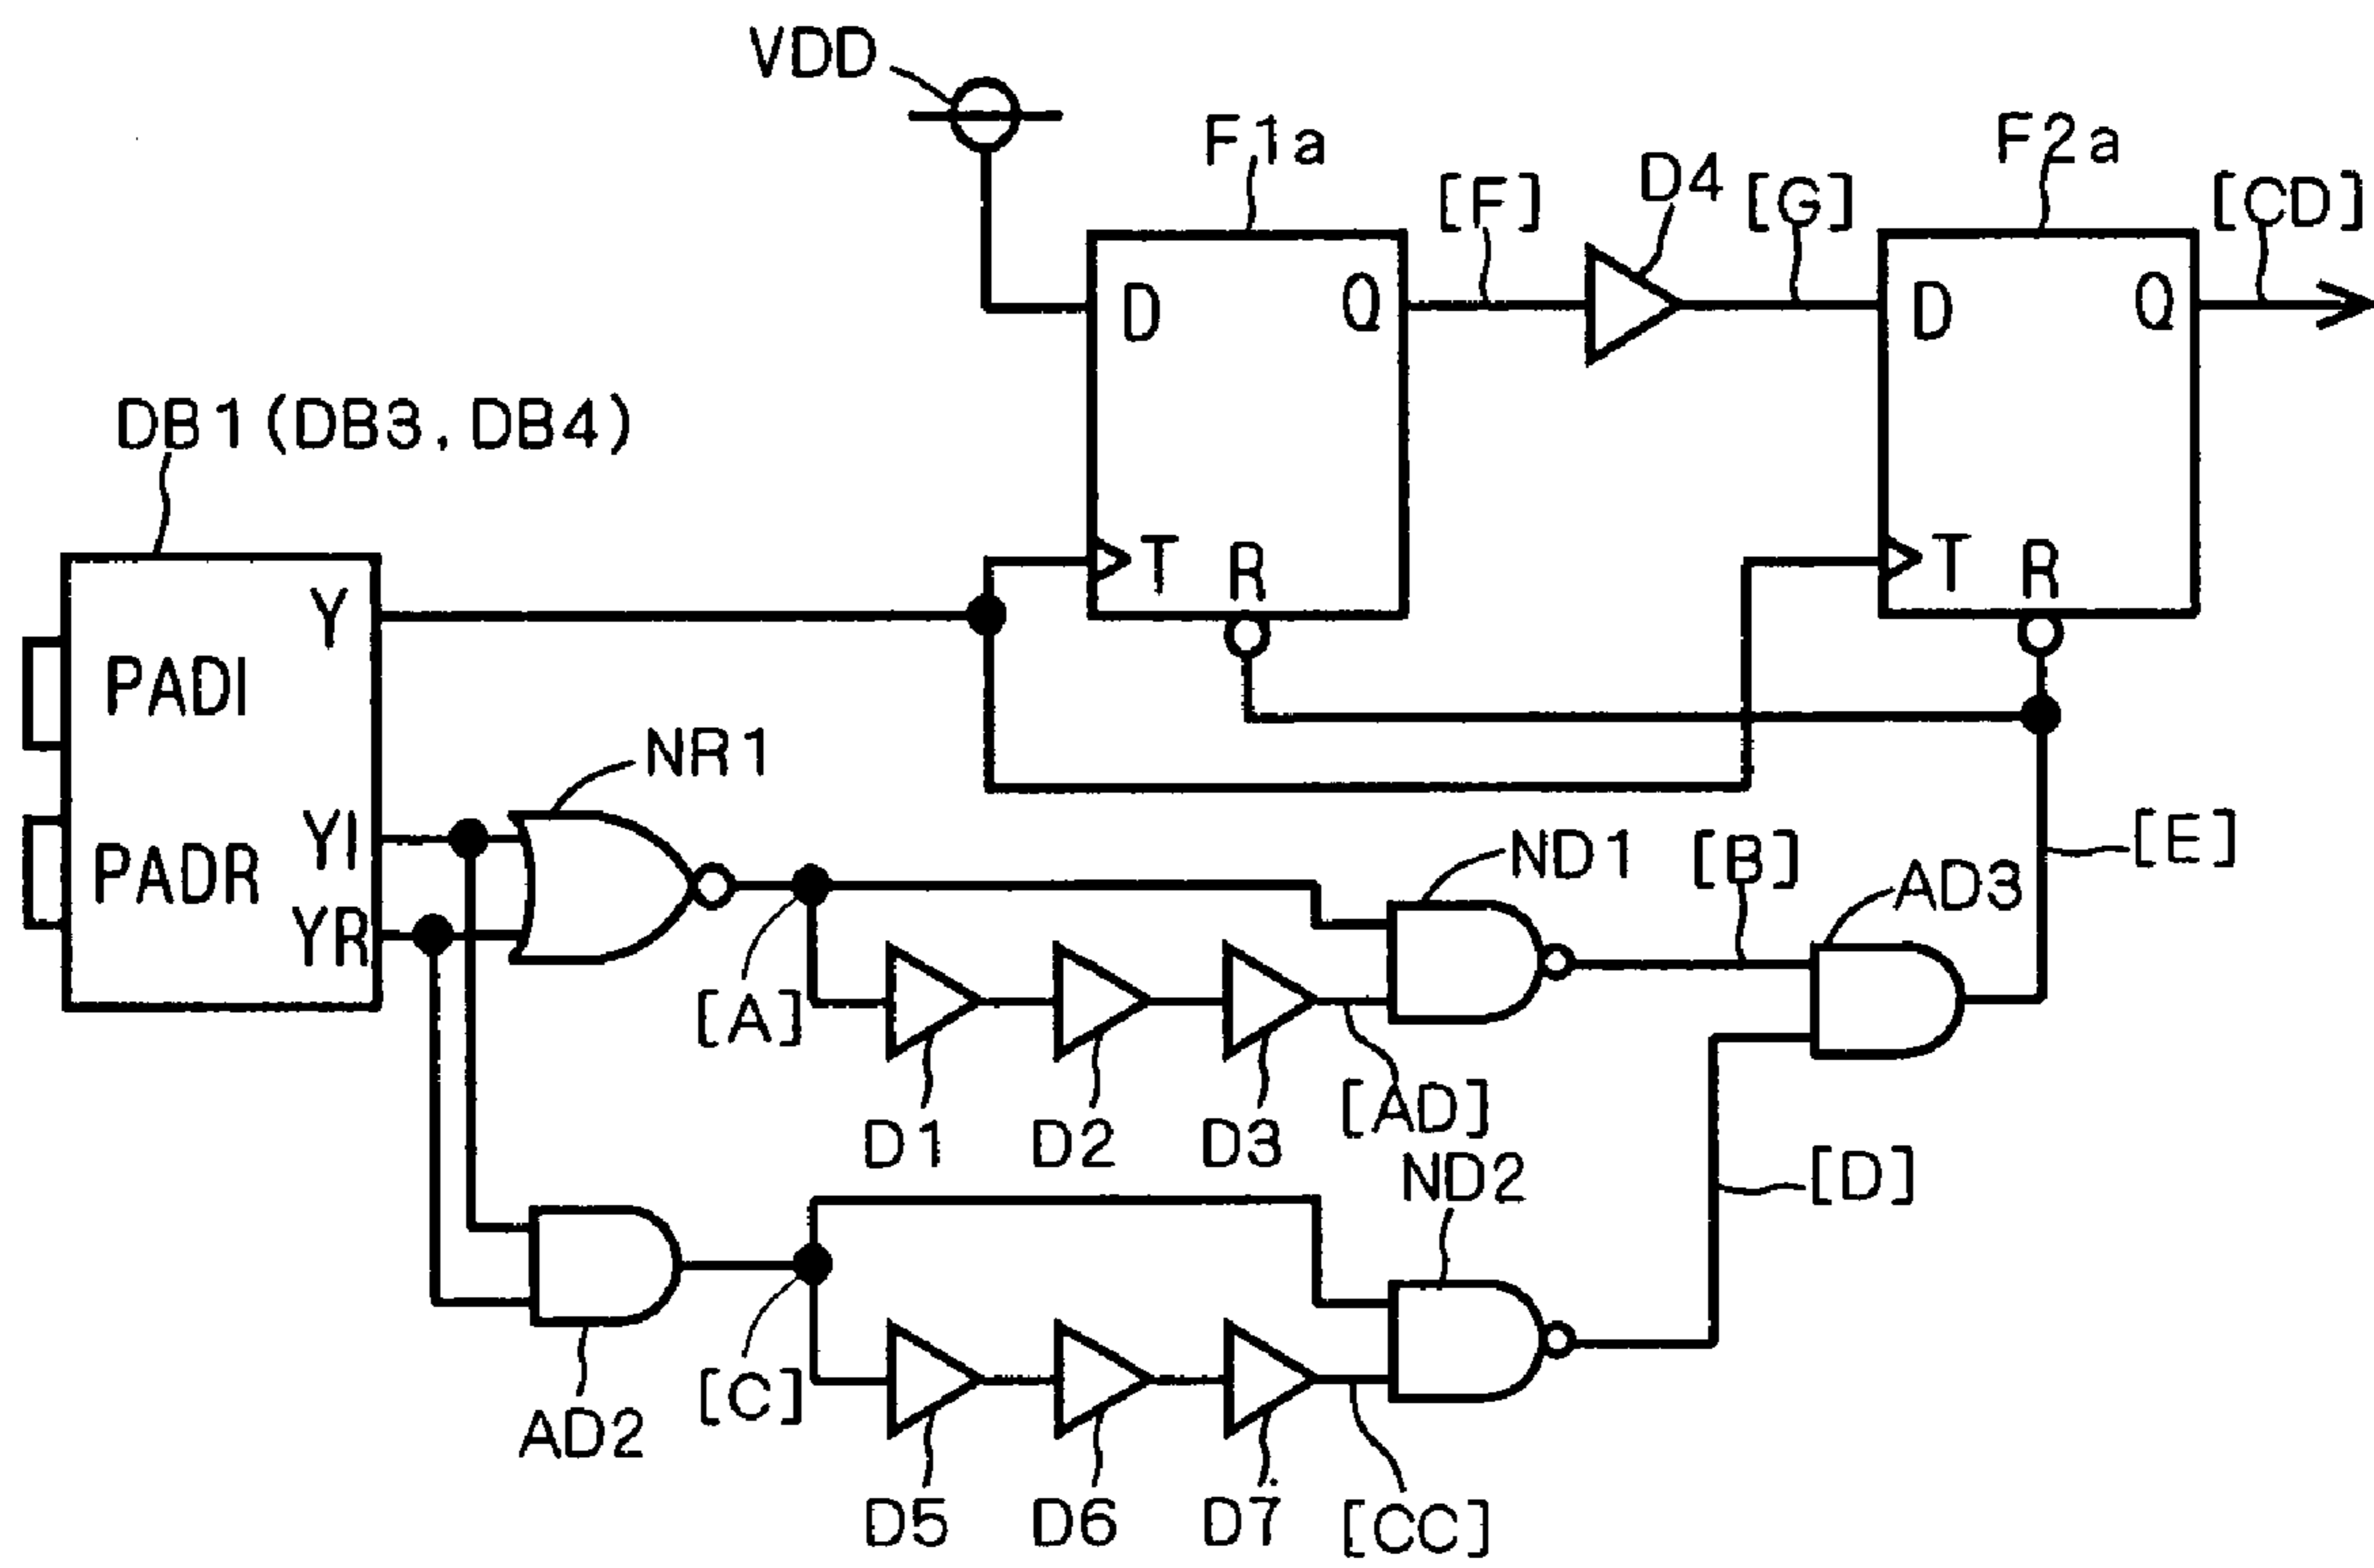 VDD
F1a
F2a
D4
[F]
[G]
[CD]
D
Q
D
Q
DB1(DB3,DB4)
T
R
T
R
Y
PADI
NR1
YI
PADR
YR
ND1
[B]
AD3
[E]
[A]
[AD]
D1
D2
D3
ND2
[D]
[C]
AD2
D5
D6
D7
[CC]